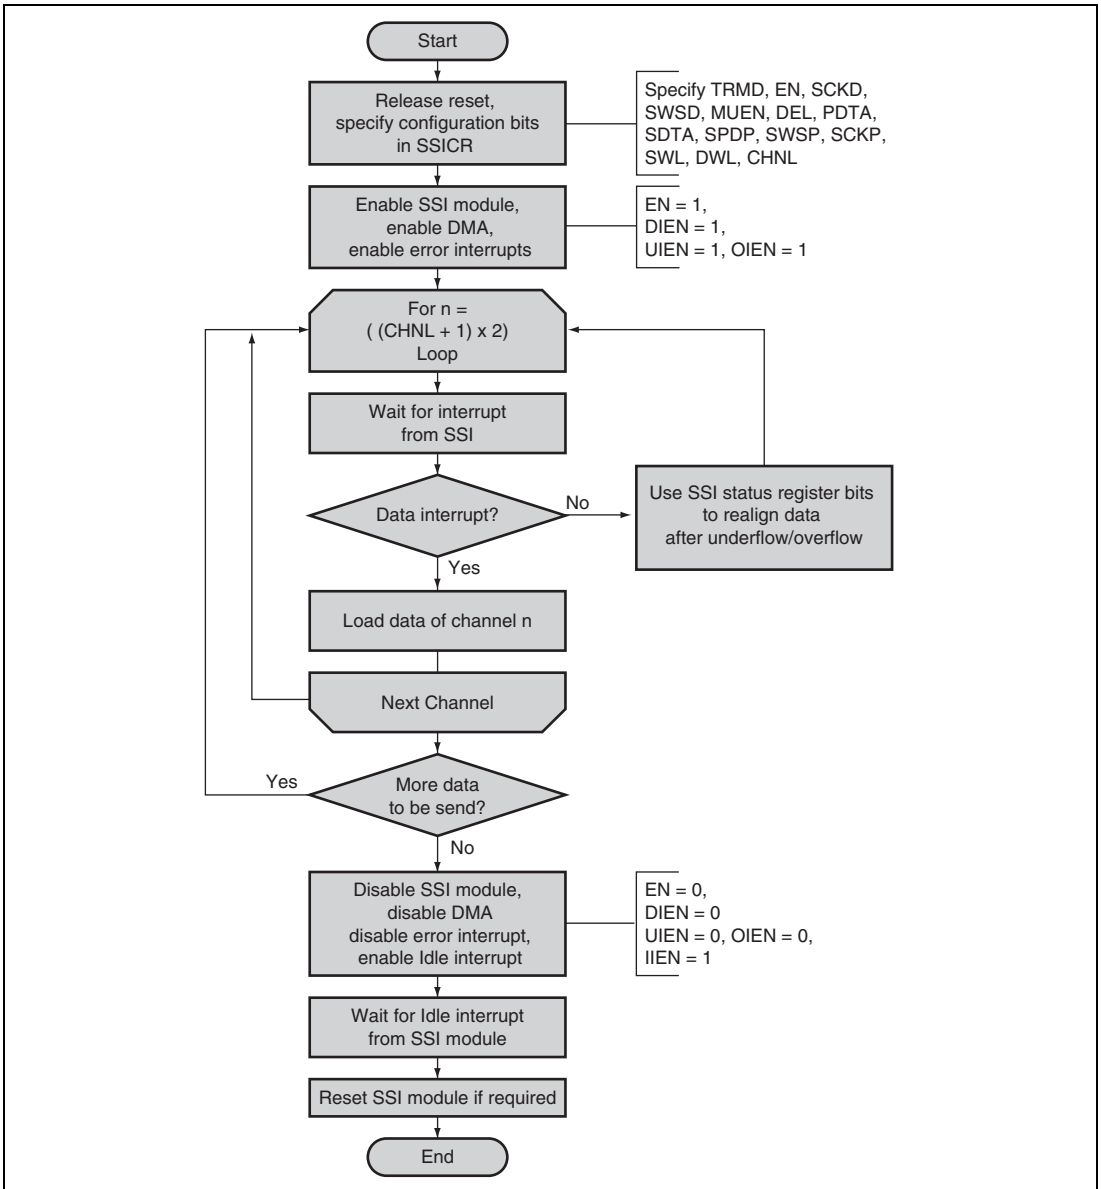 Start
Release reset,
specify configuration bits
in SSICR
Specify TRMD, EN, SCKD,
SWSD, MUEN, DEL, PDTA,
SDTA, SPDP, SWSP, SCKP,
SWL, DWL, CHNL
Enable SSI module,
enable DMA,
enable error interrupts
EN = 1,
DIEN = 1,
UIEN = 1, OIEN = 1
For n =
( (CHNL + 1) x 2)
Loop
Wait for interrupt
from SSI
Data interrupt?
No
Use SSI status register bits
to realign data
after underflow/overflow
Yes
Load data of channel n
Next Channel
Yes
More data
to be send?
No
Disable SSI module,
disable DMA
disable error interrupt,
enable Idle interrupt
EN = 0,
DIEN = 0
UIEN = 0, OIEN = 0,
IIEN = 1
Wait for Idle interrupt
from SSI module
Reset SSI module if required
End